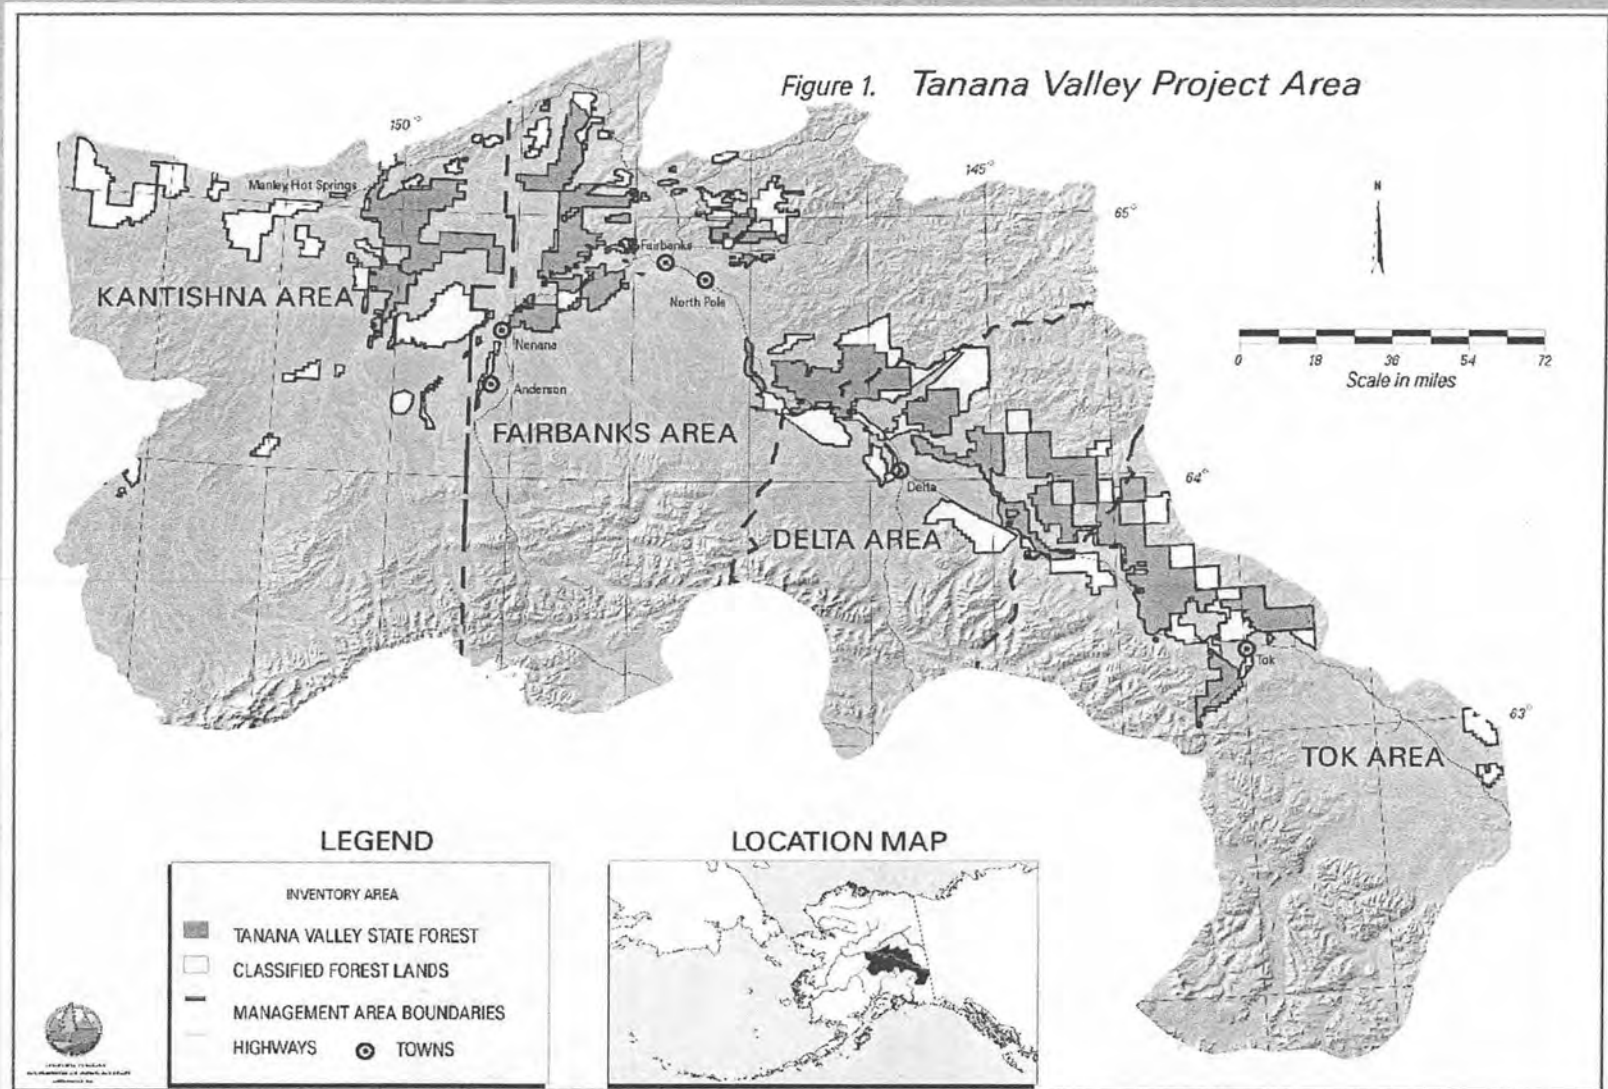 Figure 1. Tanana Valley Project Area
150°
145°
Manley Hot Springs
65°
N
Fairbanks
North Pole
KANTISHNA AREA
Nenana
0 18 36 54 72
Scale in miles
Anderson
FAIRBANKS AREA
64°
Delta
DELTA AREA
Tok
63°
TOK AREA
LEGEND
INVENTORY AREA
TANANA VALLEY STATE FOREST
CLASSIFIED FOREST LANDS
MANAGEMENT AREA BOUNDARIES
HIGHWAYS TOWNS
LOCATION MAP